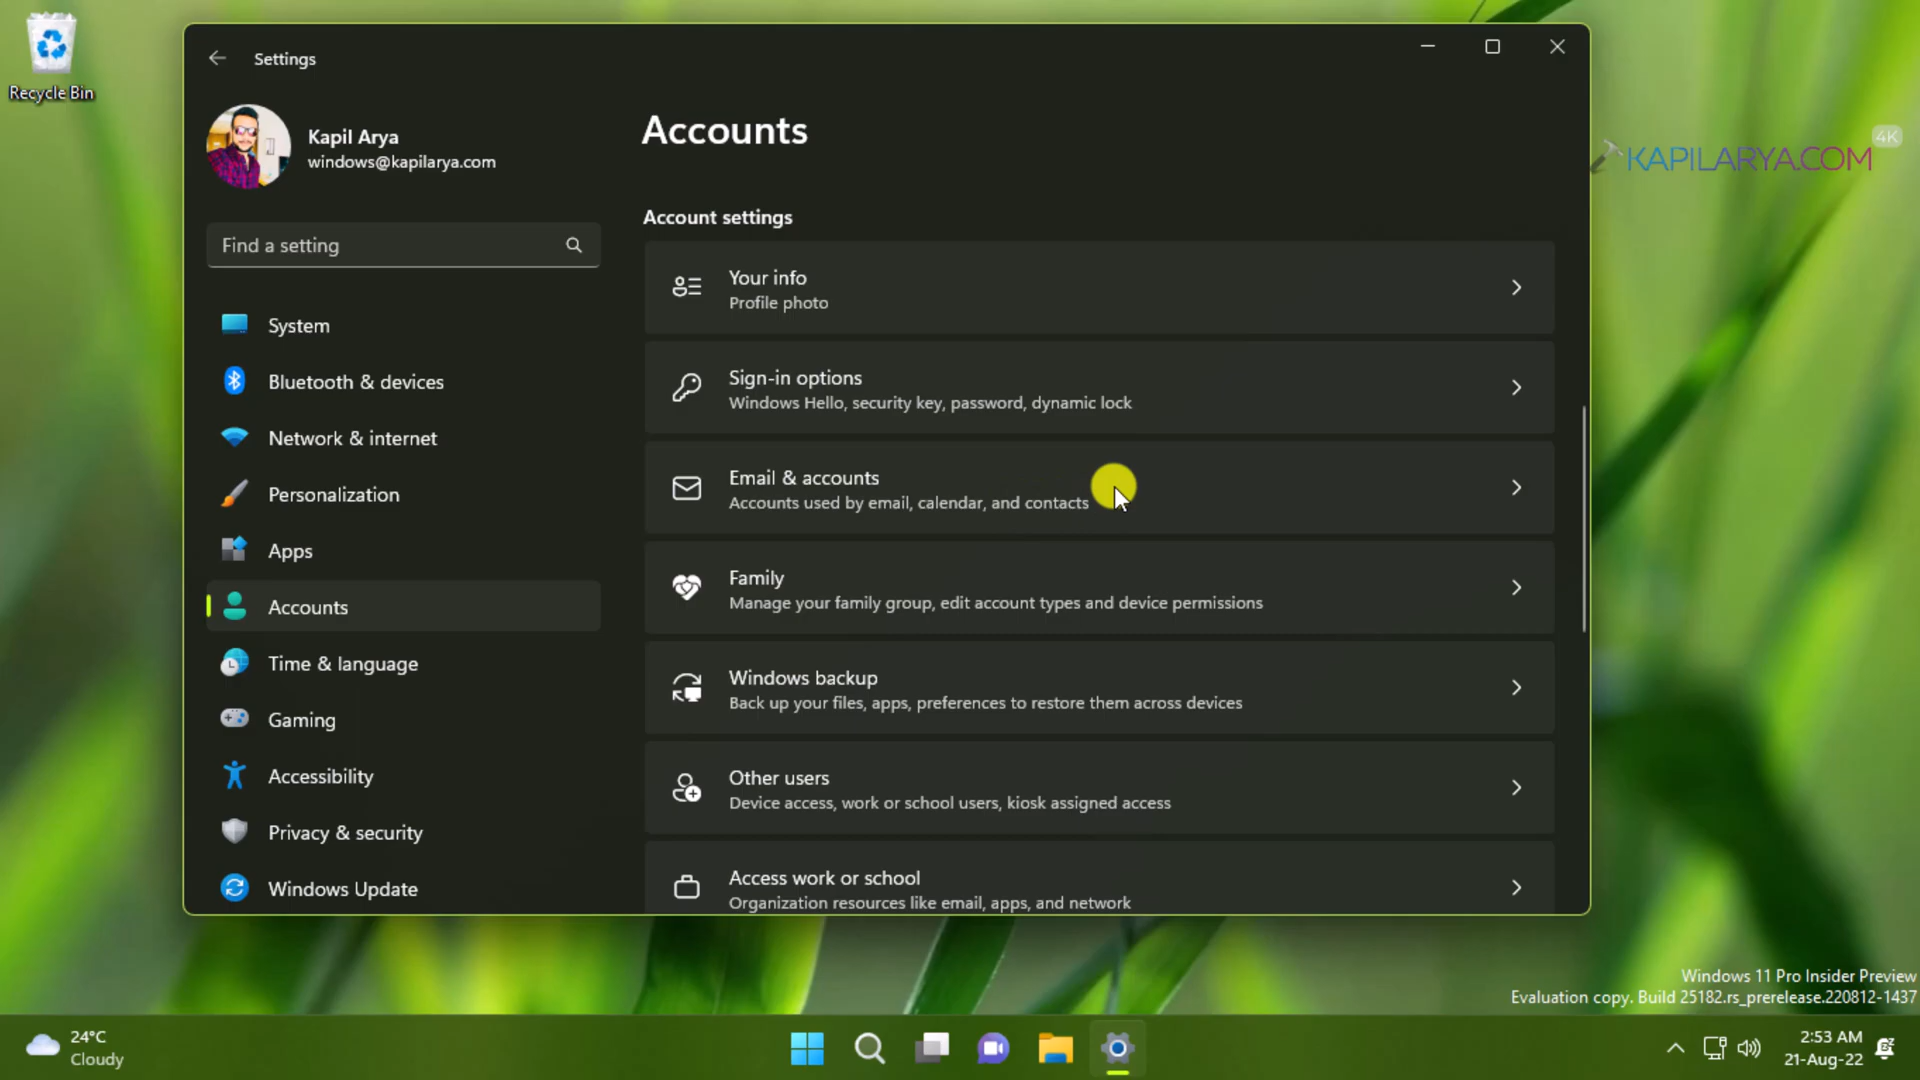 Recycle Bin
Settings
Kapil Arya
windows@kapilarya.com
Find a setting
System
Bluetooth & devices
Network & internet
Personalization
Apps
Accounts
Time & language
Gaming
Accessibility
Privacy & security
Windows Update
Accounts
Account settings
Your info
Profile photo
Sign-in options
Windows Hello, security key, password, dynamic lock
Email & accounts
Accounts used by email, calendar, and contacts
Family
Manage your family group, edit account types and device permissions
Windows backup
Back up your files, apps, preferences to restore them across devices
Other users
Device access, work or school users, kiosk assigned access
Access work or school
Organization resources like email, apps, and network
4K
KAPILARYA.COM
Windows 11 Pro Insider Preview
Evaluation copy. Build 25182.rs_prerelease.220812-1437
24°C
Cloudy
2:53 AM
21-Aug-22